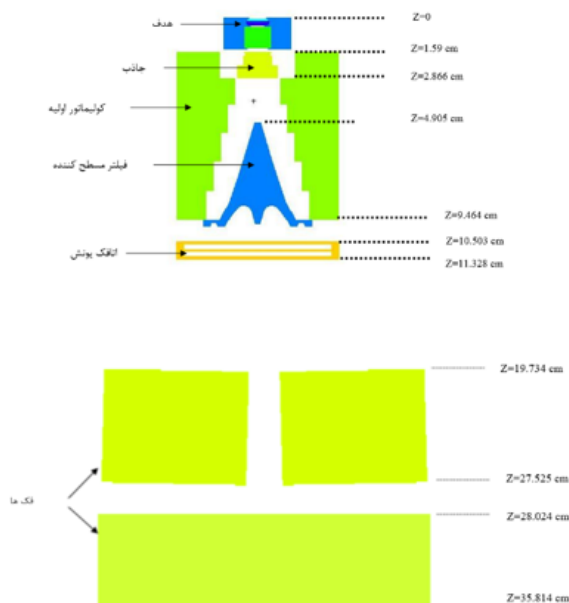 Z=0
هدف
Z=1.59 cm
جاذب
Z=2.866 cm
کولیماتور اولیه
Z=4.905 cm
فیلتر مسطح کننده
Z=9.464 cm
Z=10.503 cm
اتاقک یونش
Z=11.328 cm
Z=19.734 cm
Z=27.525 cm
فک ها
Z=28.024 cm
Z=35.814 cm